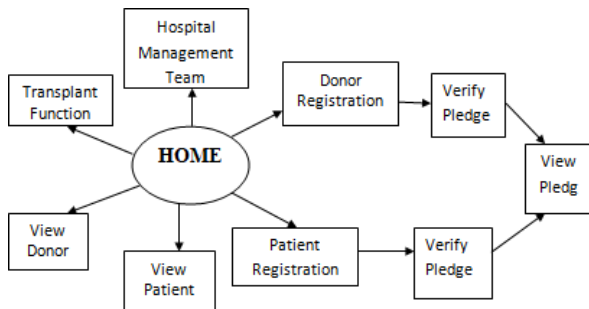 Hospital
Management
Team
Transplant
Function
Donor
Registration
Verify
Pledge
HOME
View
Pledg
View
Donor
View
Patient
Patient
Registration
Verify
Pledge